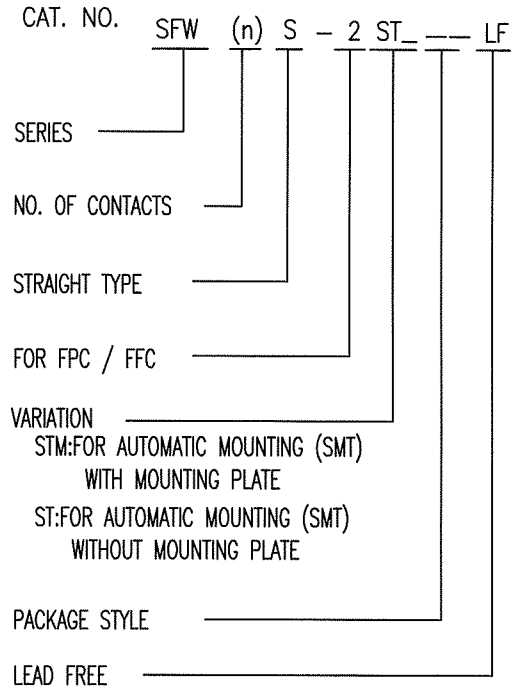 CAT. NO. SFW (n) S - 2 ST_ -- LF
SERIES
NO. OF CONTACTS
STRAIGHT TYPE
FOR FPC / FFC
VARIATION
STM:FOR AUTOMATIC MOUNTING (SMT)
WITH MOUNTING PLATE
ST:FOR AUTOMATIC MOUNTING (SMT)
WITHOUT MOUNTING PLATE
PACKAGE STYLE
LEAD FREE